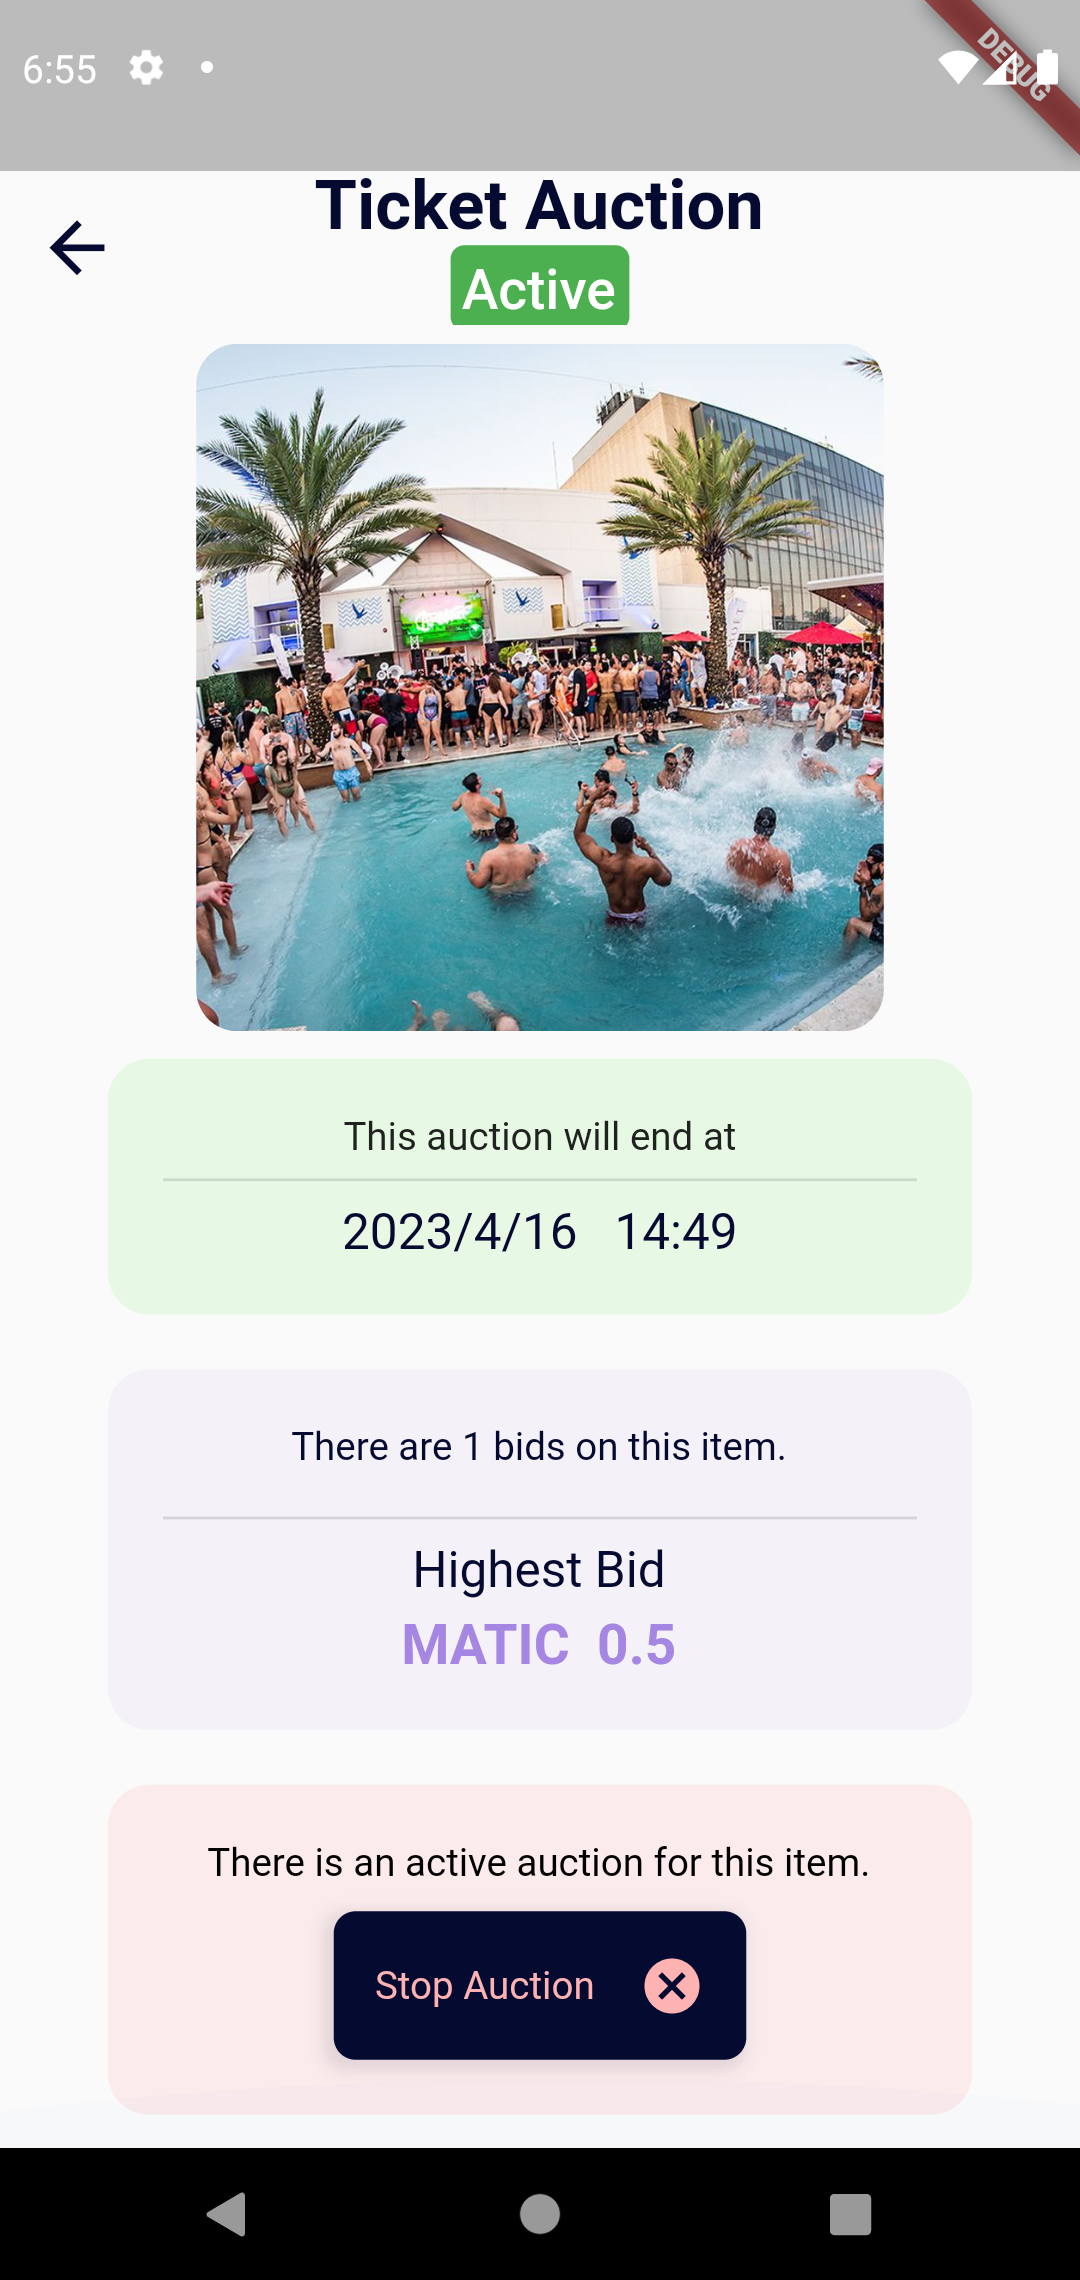 6:55
DEBUG
Ticket Auction
Active
This auction will end at
2023/4/16 14:49
There are 1 bids on this item.
Highest Bid
MATIC 0.5
There is an active auction for this item.
Stop Auction